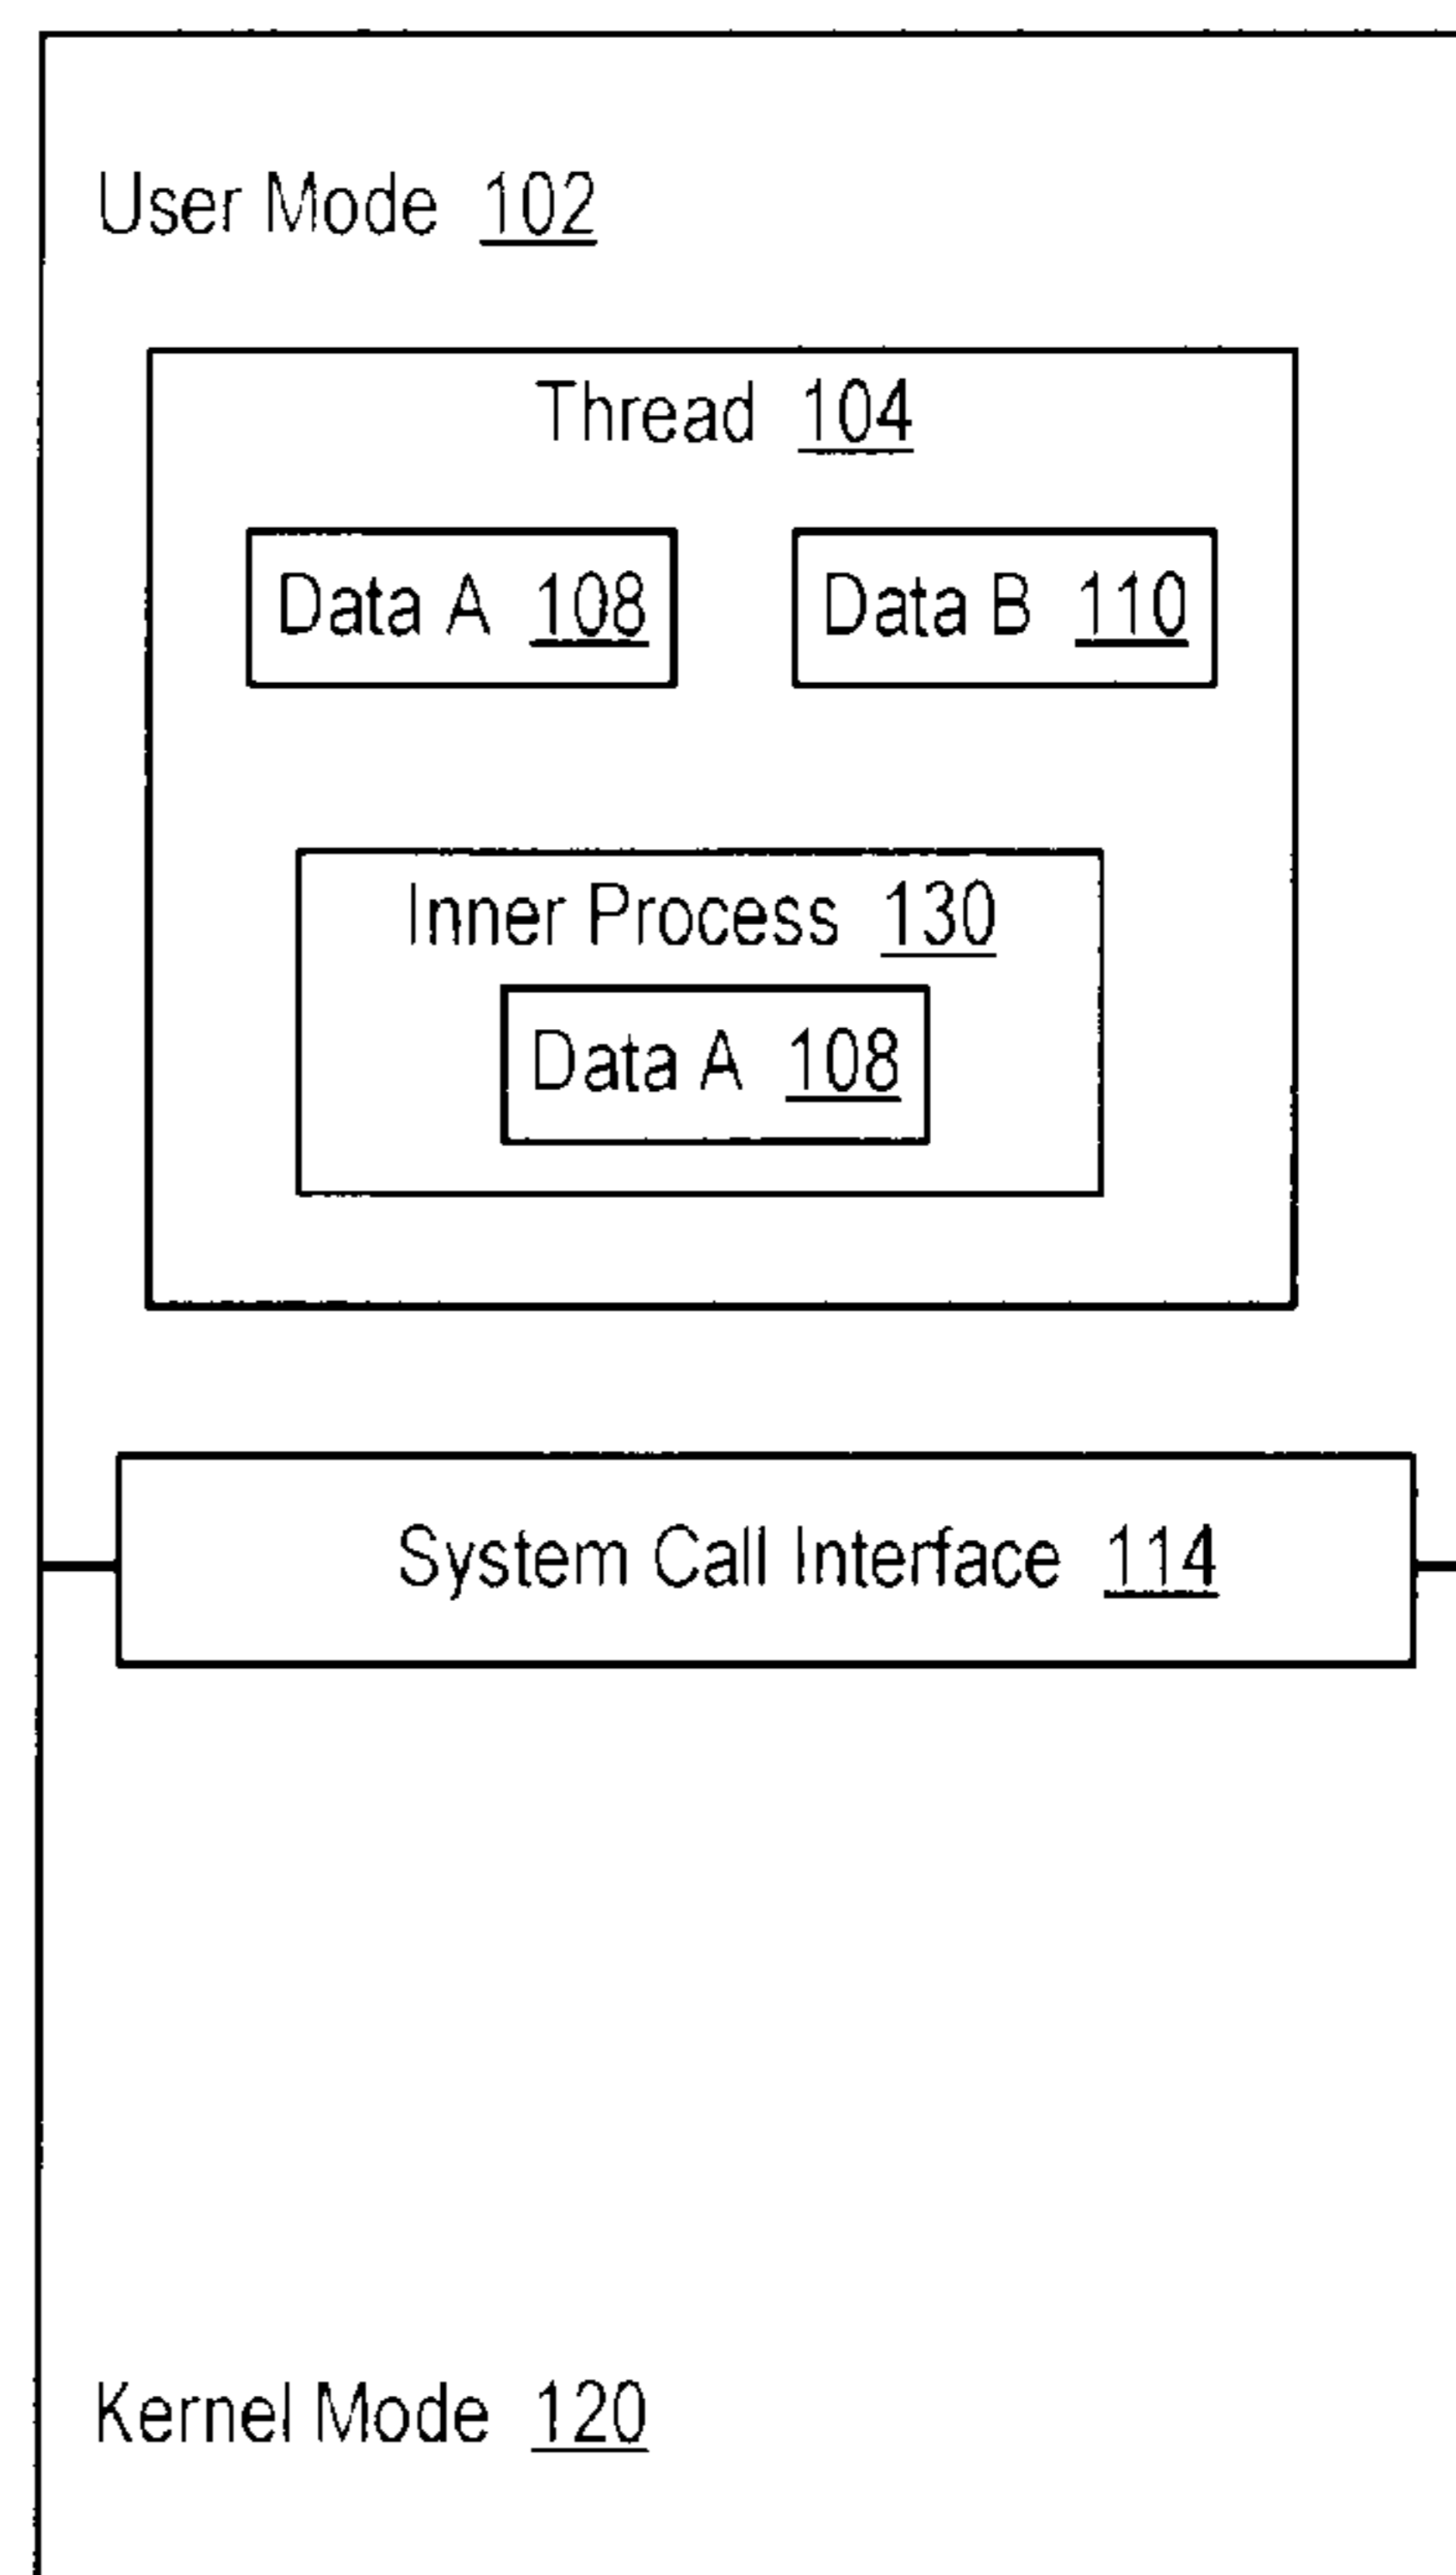 User Mode 102
Thread 104
Data A 108
Data B 110
Inner Process 130
Data A 108
System Call Interface 114
Kernel Mode 120